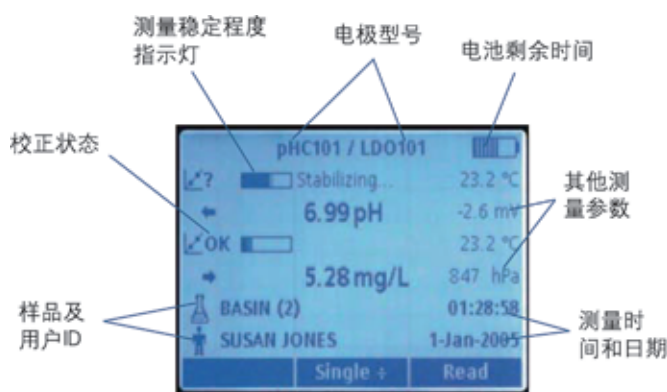 测量稳定程度
指示灯
电极型号
电池剩余时间
校正状态
pHC101 / LDO101
? Stabilizing... 23.2 °C
6.99 pH -2.6 mV
OK 23.2 °C
5.28 mg/L 847 hPa
BASIN (2) 01:28:58
SUSAN JONES 1-Jan-2005
Single ÷ Read
其他测
量参数
样品及
用户ID
测量时
间和日期